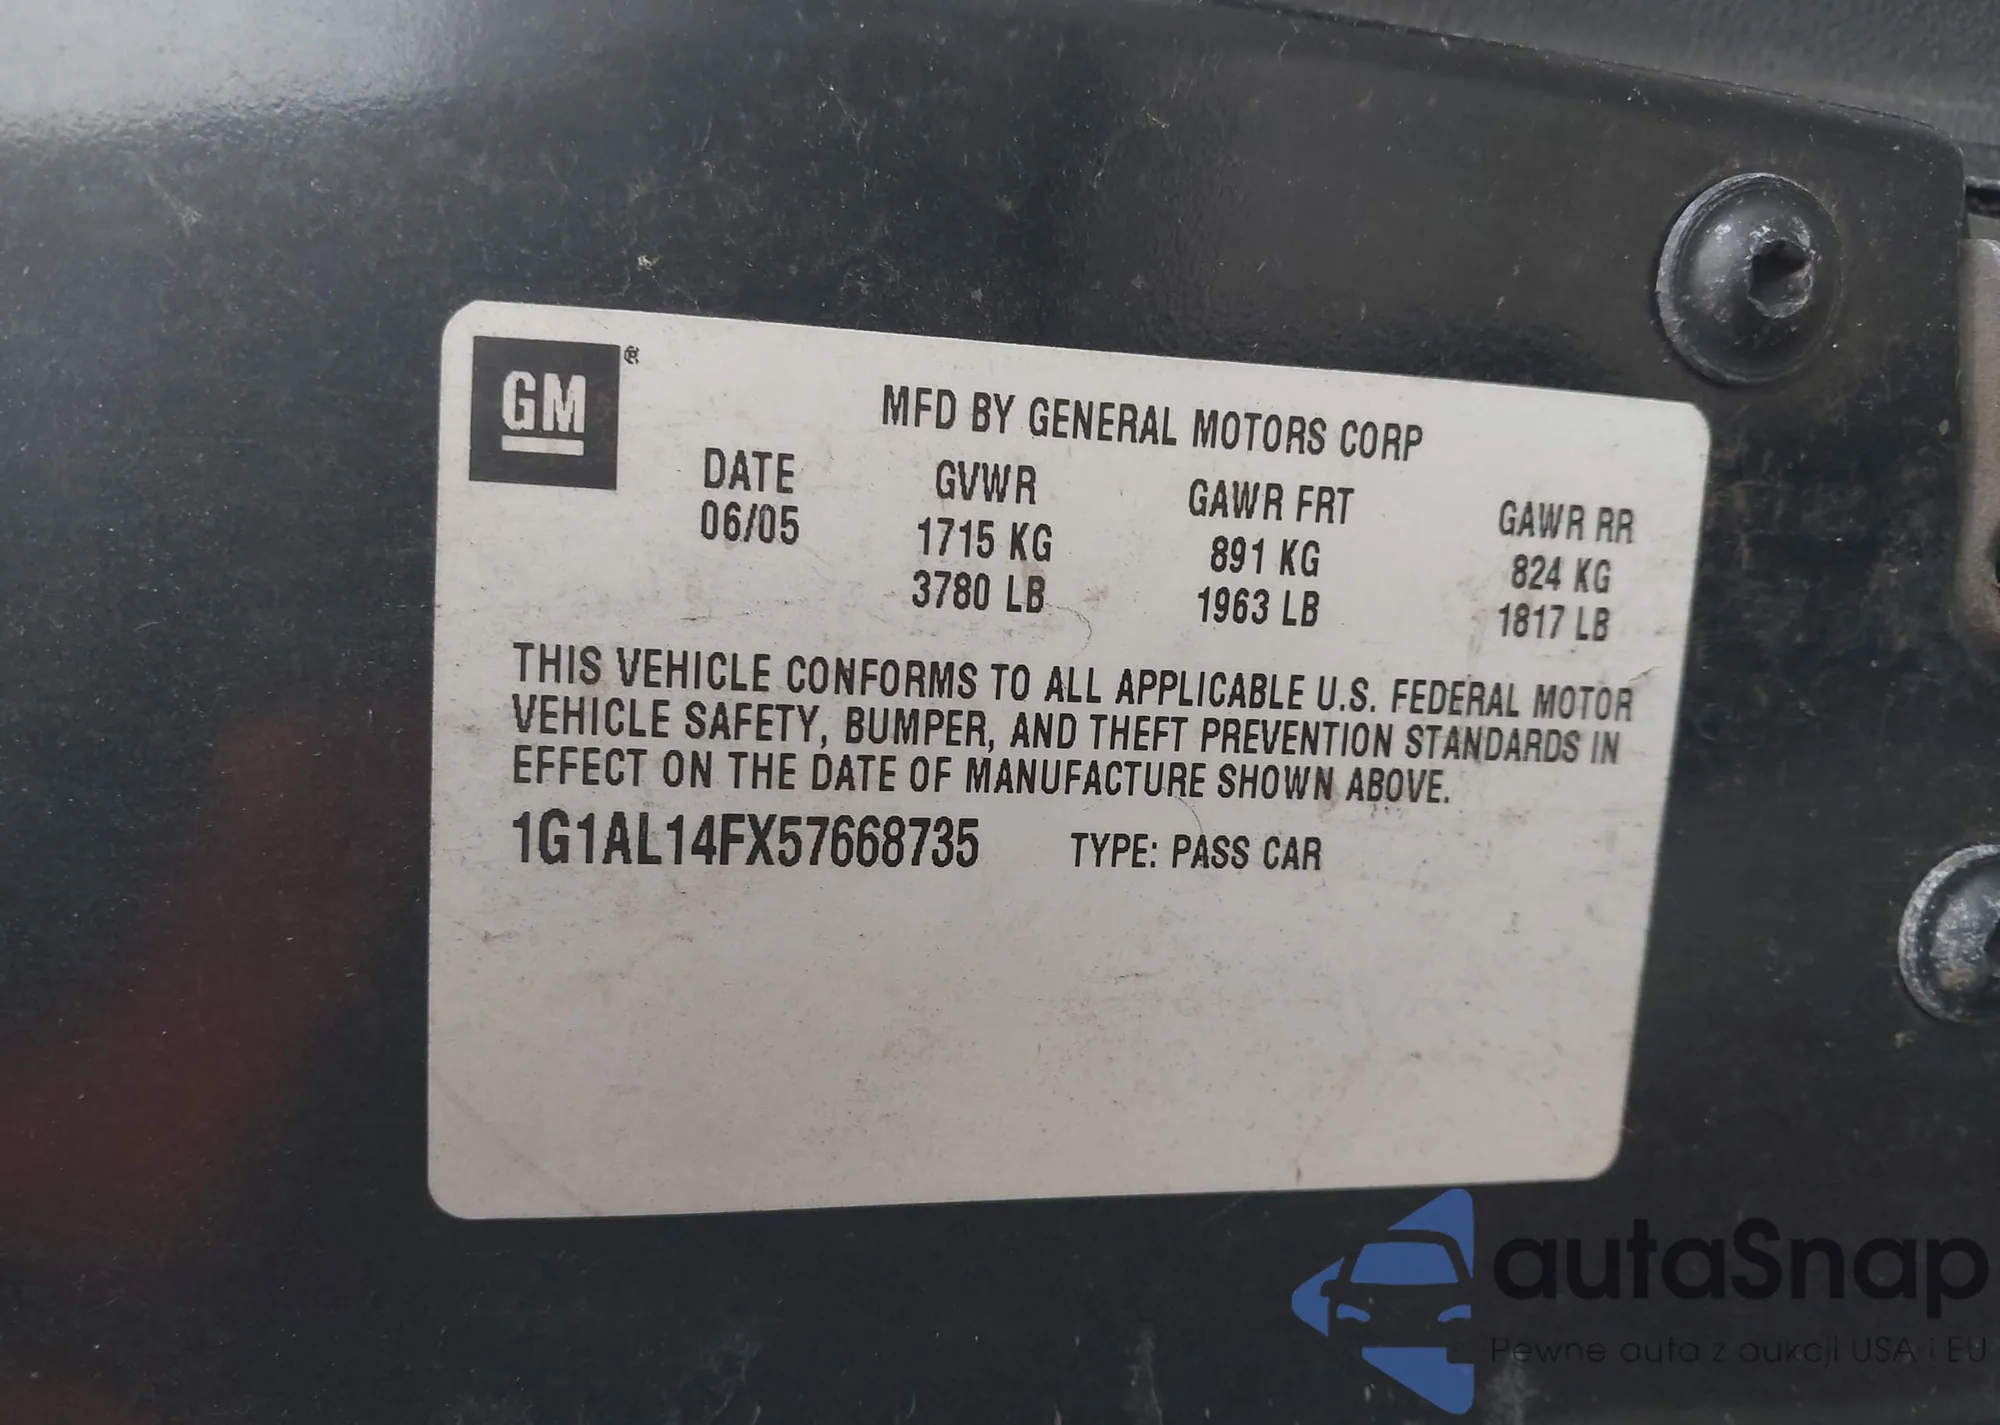 GM ®
MFD BY GENERAL MOTORS CORP
DATE GVWR GAWR FRT GAWR RR
06/05 1715 KG 891 KG 824 KG
3780 LB 1963 LB 1817 LB
THIS VEHICLE CONFORMS TO ALL APPLICABLE U.S. FEDERAL MOTOR
VEHICLE SAFETY, BUMPER, AND THEFT PREVENTION STANDARDS IN
EFFECT ON THE DATE OF MANUFACTURE SHOWN ABOVE.
1G1AL14FX57668735 TYPE: PASS CAR
autaSnap
Pewne auta z aukcji USA i EU